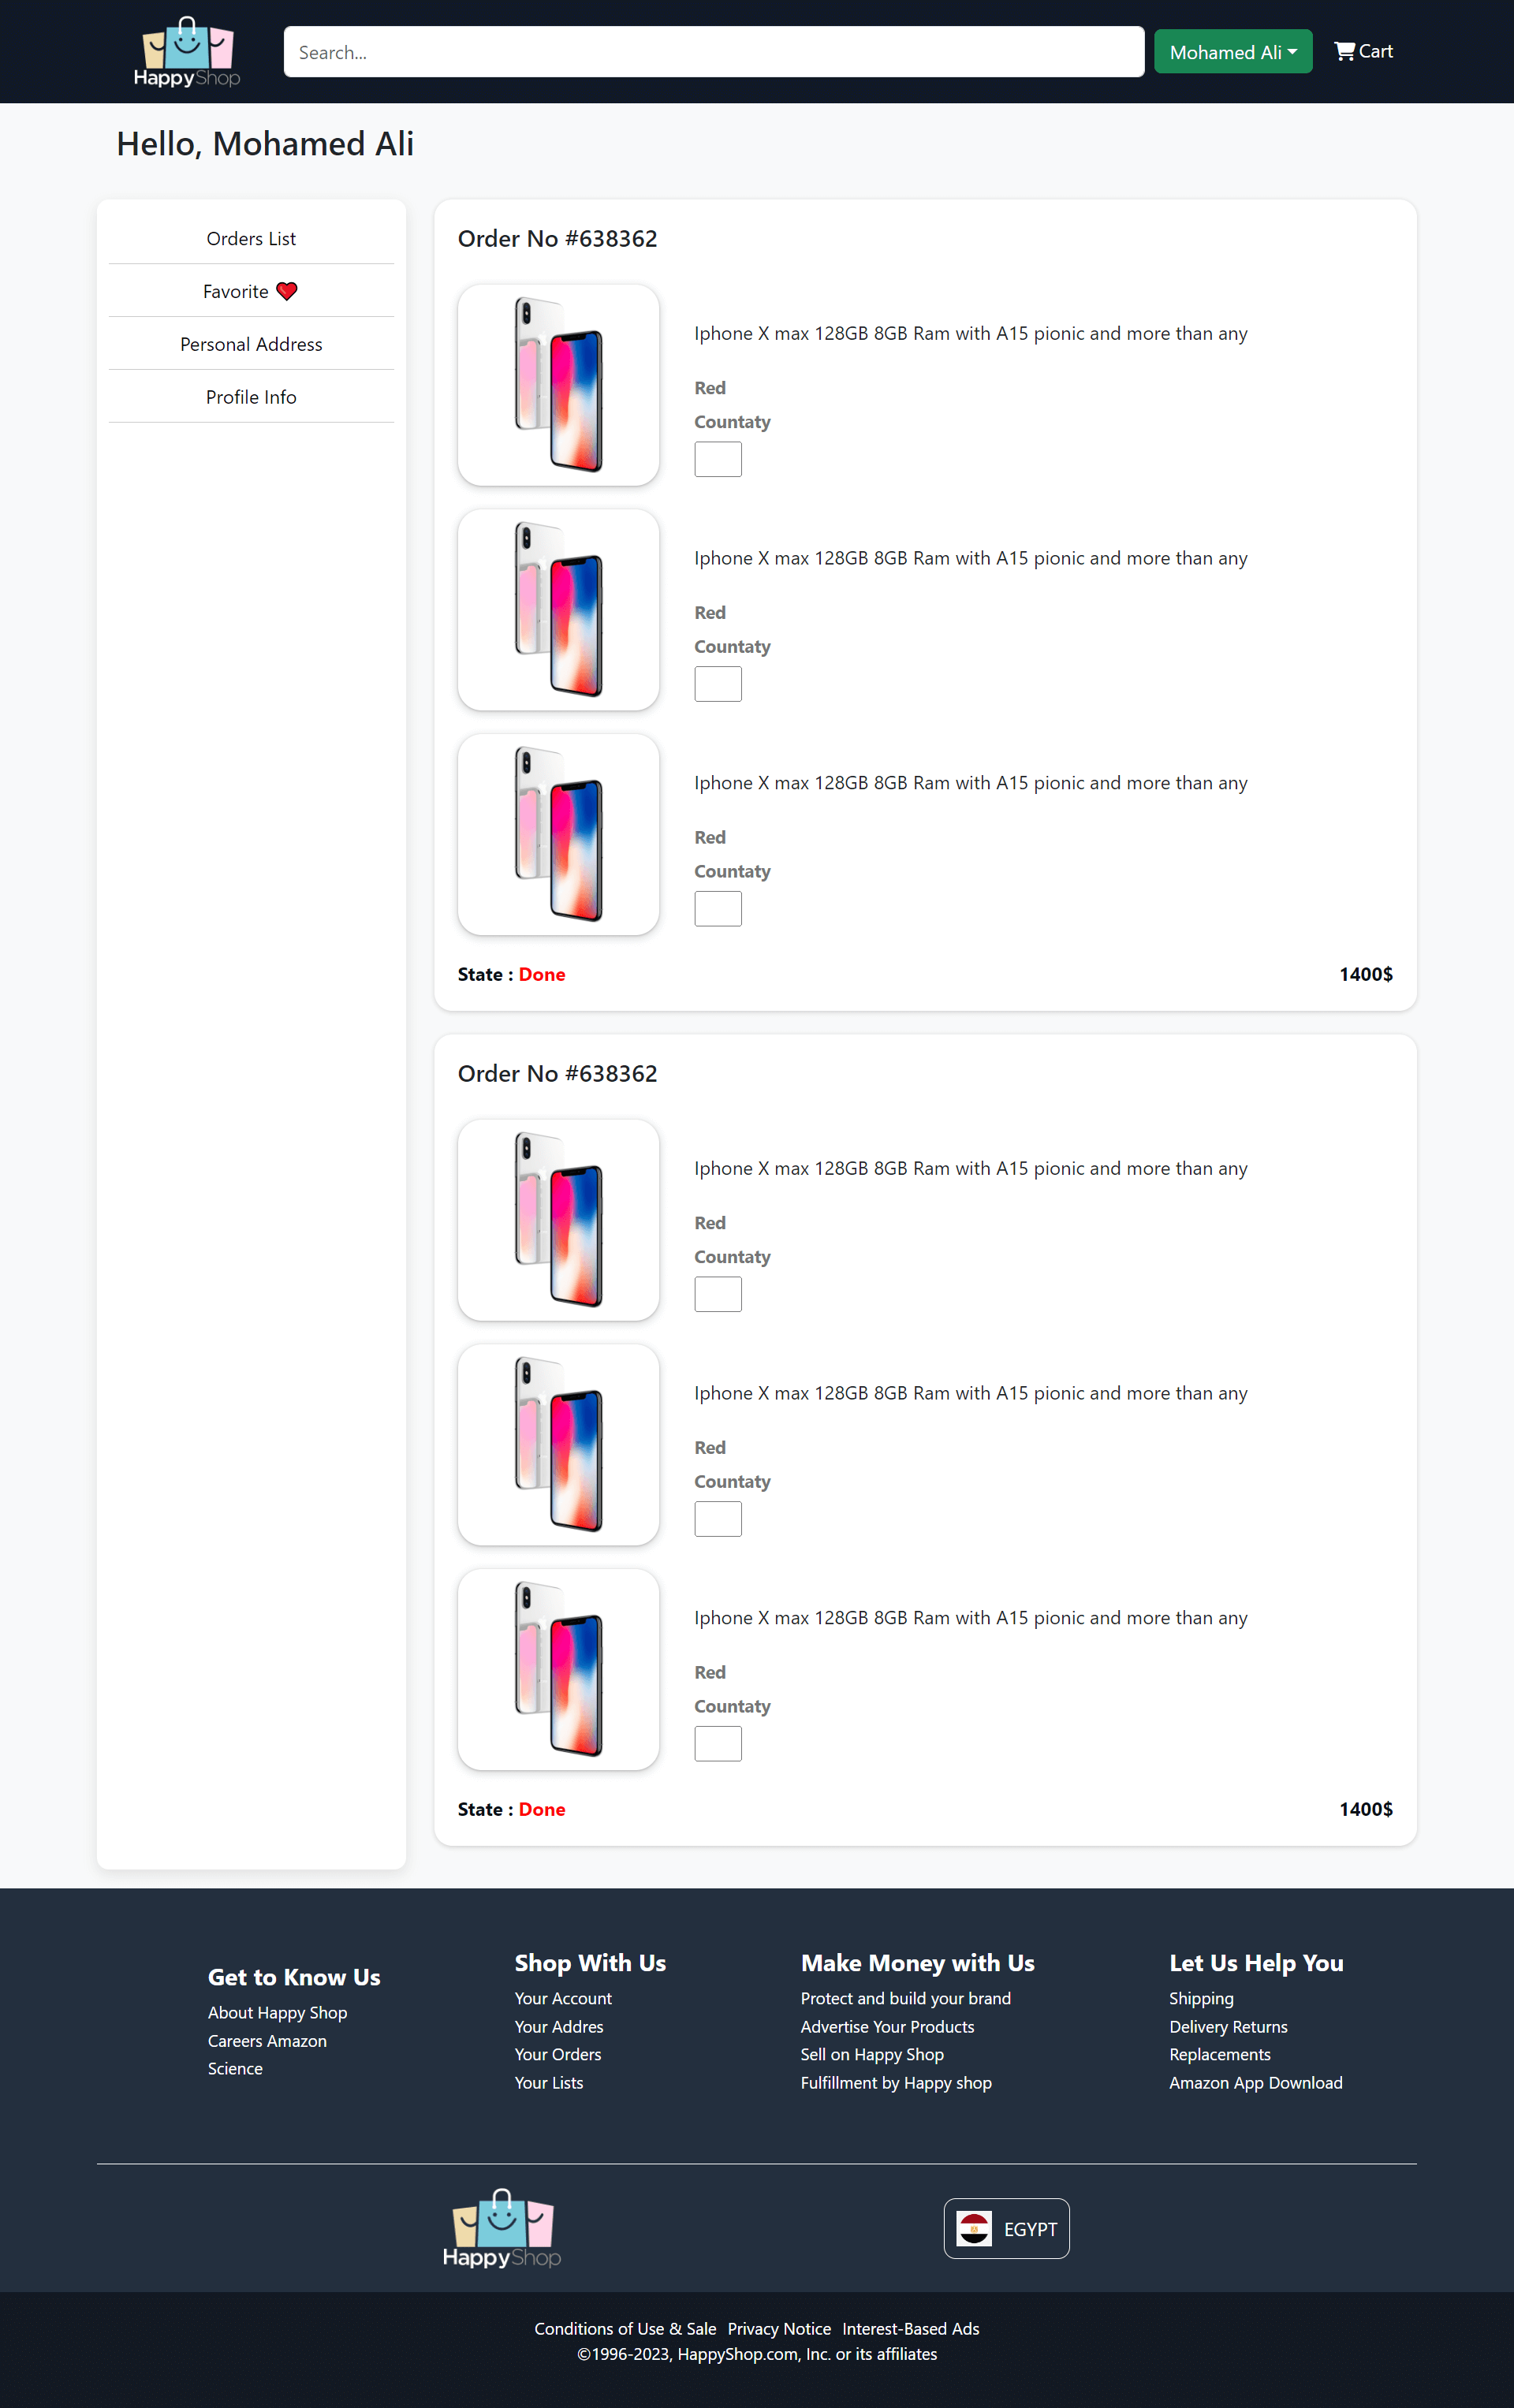 HappyShop
Search...
Mohamed Ali
Cart
Hello, Mohamed Ali
Orders List
Favorite
Personal Address
Profile Info
Order No #638362
Iphone X max 128GB 8GB Ram with A15 pionic and more than any
Red
Countaty
Iphone X max 128GB 8GB Ram with A15 pionic and more than any
Red
Countaty
Iphone X max 128GB 8GB Ram with A15 pionic and more than any
Red
Countaty
State : Done
1400$
Order No #638362
Iphone X max 128GB 8GB Ram with A15 pionic and more than any
Red
Countaty
Iphone X max 128GB 8GB Ram with A15 pionic and more than any
Red
Countaty
Iphone X max 128GB 8GB Ram with A15 pionic and more than any
Red
Countaty
State : Done
1400$
Get to Know Us
About Happy Shop
Careers Amazon
Science
Shop With Us
Your Account
Your Addres
Your Orders
Your Lists
Make Money with Us
Protect and build your brand
Advertise Your Products
Sell on Happy Shop
Fulfillment by Happy shop
Let Us Help You
Shipping
Delivery Returns
Replacements
Amazon App Download
HappyShop
EGYPT
Conditions of Use & Sale Privacy Notice Interest-Based Ads
©1996-2023, HappyShop.com, Inc. or its affiliates